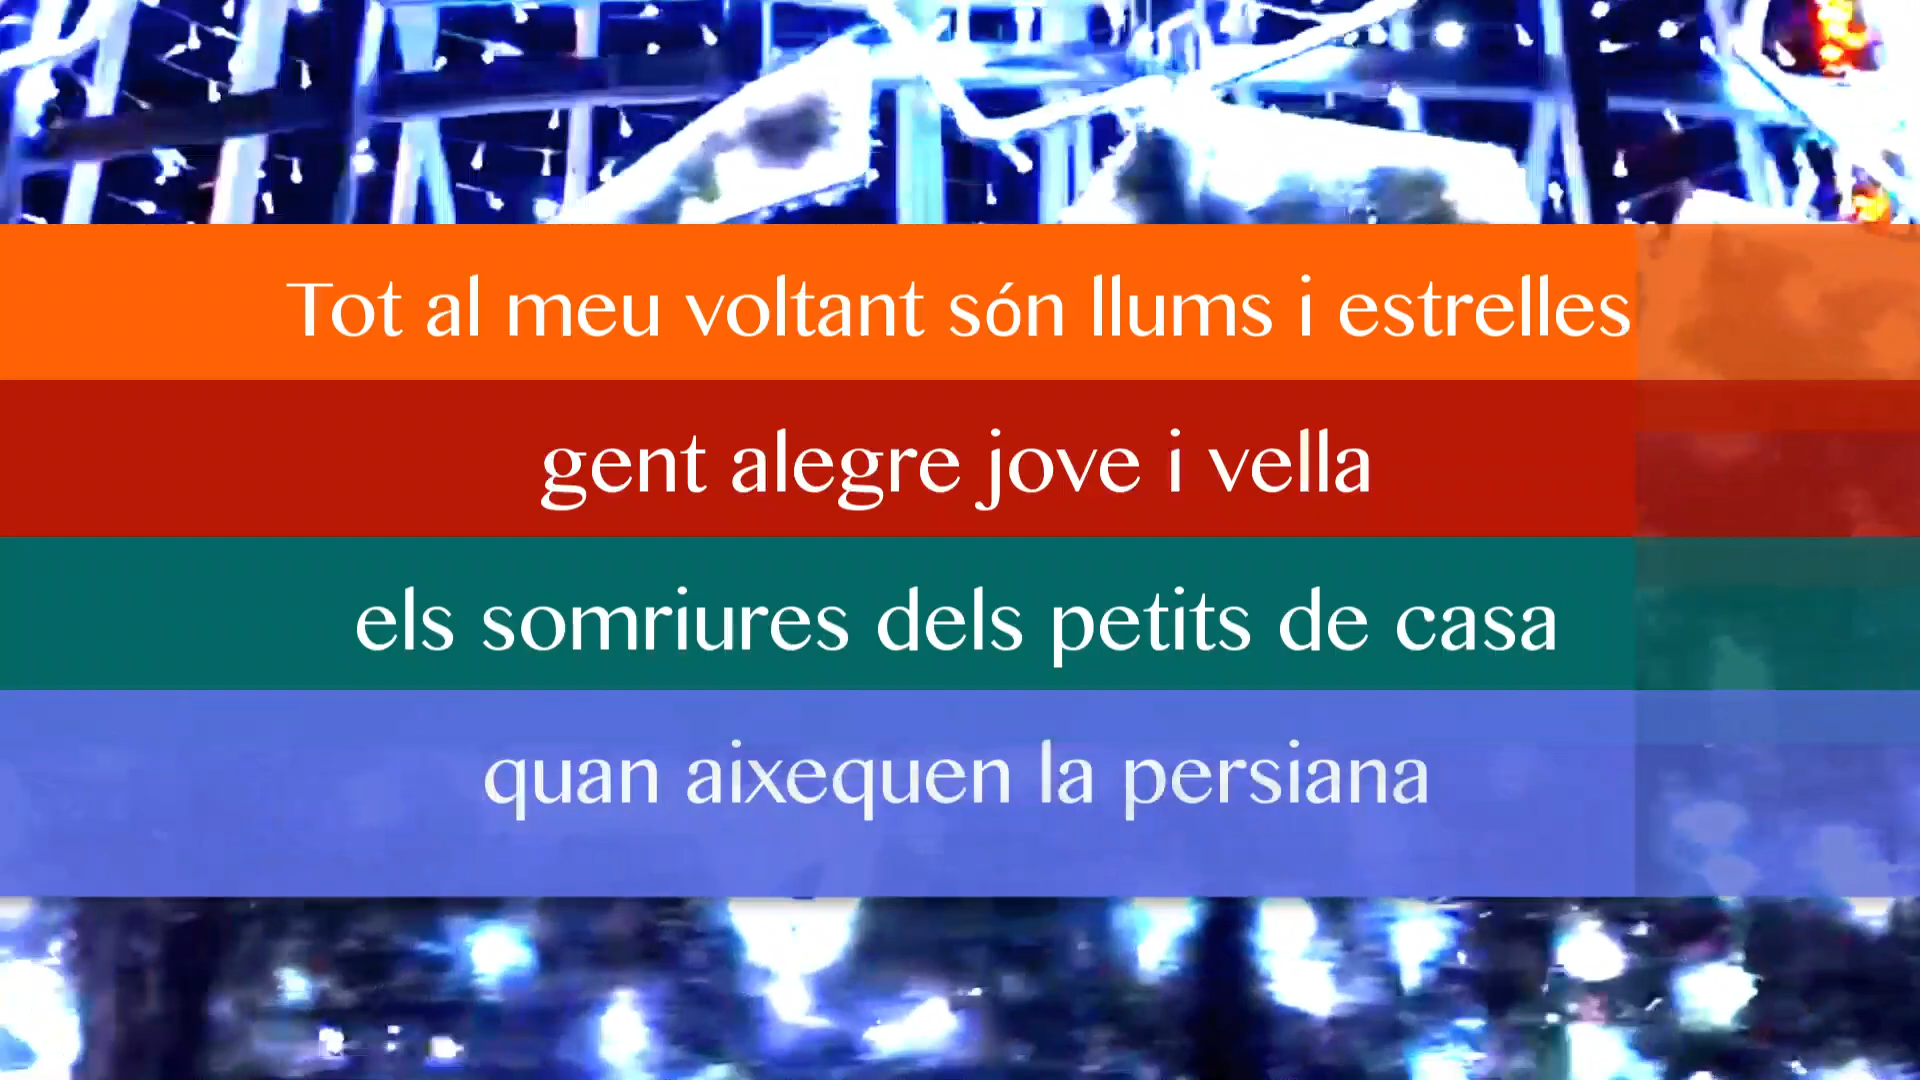 Tot al meu voltant són llums i estrelles
gent alegre jove i vella
els somriures dels petits de casa
quan aixequen la persiana